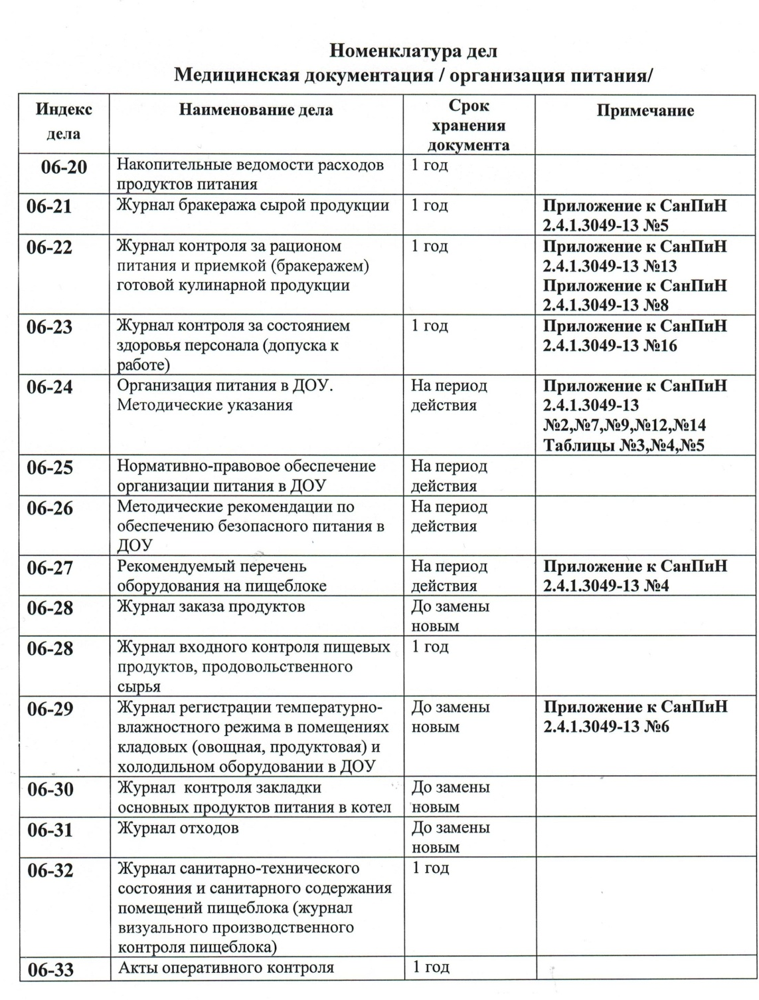 Номенклатура дел
Медицинская документация / организация питания/
Индекс
дела
Наименование дела
Срок
хранения
документа
Примечание
06-20
Накопительные ведомости расходов
продуктов питания
1 год
06-21
Журнал бракеража сырой продукции
1 год
Приложение к СанПиН
2.4.1.3049-13 №5
06-22
Журнал контроля за рационом
питания и приемкой (бракеражем)
готовой кулинарной продукции
1 год
Приложение к СанПиН
2.4.1.3049-13 №13
Приложение к СанПиН
2.4.1.3049-13 №8
06-23
Журнал контроля за состоянием
здоровья персонала (допуска к
работе)
1 год
Приложение к СанПиН
2.4.1.3049-13 №16
06-24
Организация питания в ДОУ.
Методические указания
На период
действия
Приложение к СанПиН
2.4.1.3049-13
№2,№7,№9,№12,№14
Таблицы №3,№4,№5
06-25
Нормативно-правовое обеспечение
организации питания в ДОУ
На период
действия
06-26
Методические рекомендации по
обеспечению безопасного питания в
ДОУ
На период
действия
06-27
Рекомендуемый перечень
оборудования на пищеблоке
На период
действия
Приложение к СанПиН
2.4.1.3049-13 №4
06-28
Журнал заказа продуктов
До замены
новым
06-28
Журнал входного контроля пищевых
продуктов, продовольственного
сырья
1 год
06-29
Журнал регистрации температурно-
влажностного режима в помещениях
кладовых (овощная, продуктовая) и
холодильном оборудовании в ДОУ
До замены
новым
Приложение к СанПиН
2.4.1.3049-13 №6
06-30
Журнал  контроля закладки
основных продуктов питания в котел
До замены
новым
06-31
Журнал отходов
До замены
новым
06-32
Журнал санитарно-технического
состояния и санитарного содержания
помещений пищеблока (журнал
визуального производственного
контроля пищеблока)
1 год
06-33
Акты оперативного контроля
1 год